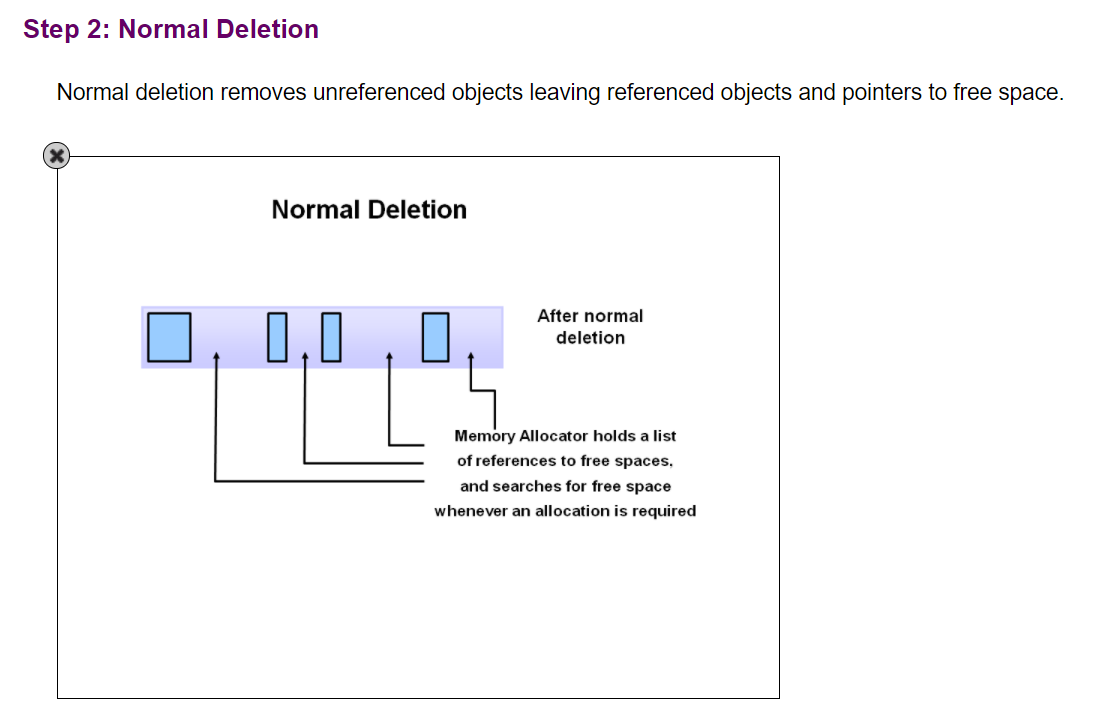 Step 2: Normal Deletion
Normal deletion removes unreferenced objects leaving referenced objects and pointers to free space.
Normal Deletion
After normal
deletion
Memory Allocator holds a list
of references to free spaces,
and searches for free space
whenever an allocation is required